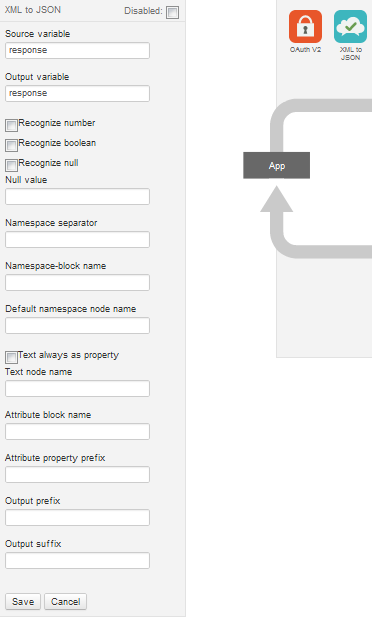 XML to JSON Disabled:
Source variable
response
Output variable
response
Recognize number
Recognize boolean
Recognize null
Null value
Namespace separator
Namespace-block name
Default namespace node name
Text always as property
Text node name
Attribute block name
Attribute property prefix
Output prefix
Output suffix
Save Cancel
OAuth V2
XML to
JSON
App